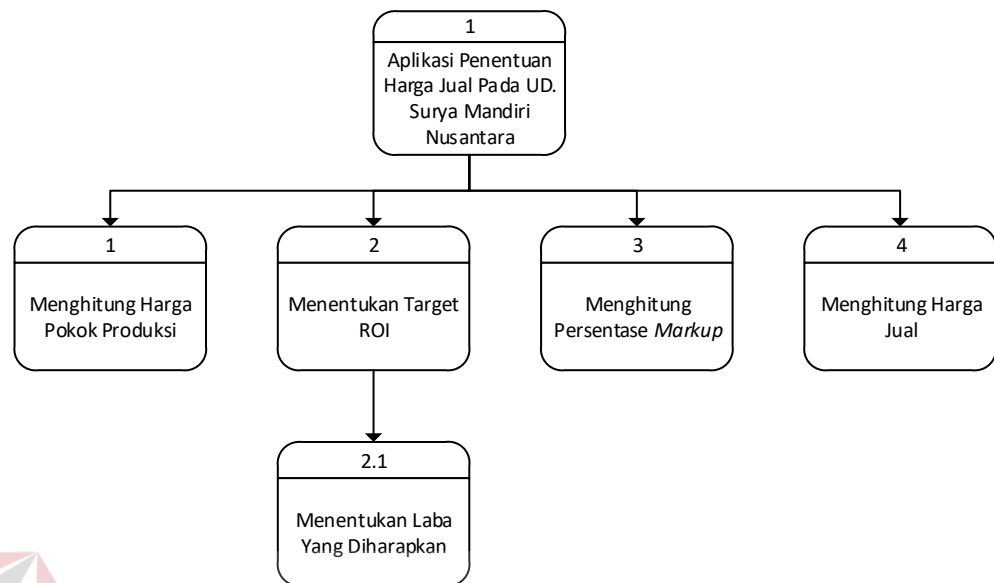 1
Aplikasi Penentuan
Harga Jual Pada UD.
Surya Mandiri
Nusantara
1
Menghitung Harga
Pokok Produksi
2
Menentukan Target
ROI
3
Menghitung
Persentase Markup
4
Menghitung Harga
Jual
2.1
Menentukan Laba
Yang Diharapkan